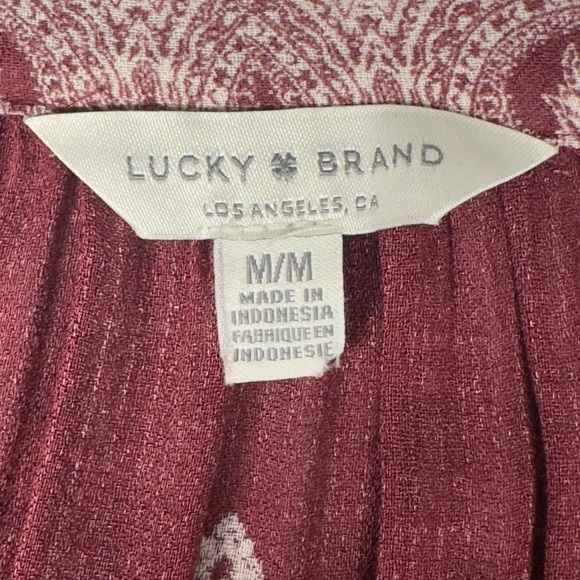 LUCKY BRAND
LOS ANGELES, CA
M/M
MADE IN
INDONESIA
FABRIQUE EN
INDONESIE